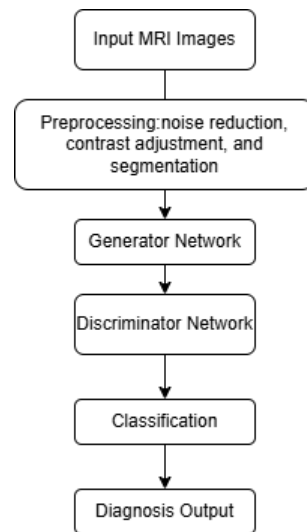 Input MRI Images
Preprocessing:noise reduction,
contrast adjustment, and
segmentation
Generator Network
Discriminator Network
Classification
Diagnosis Output